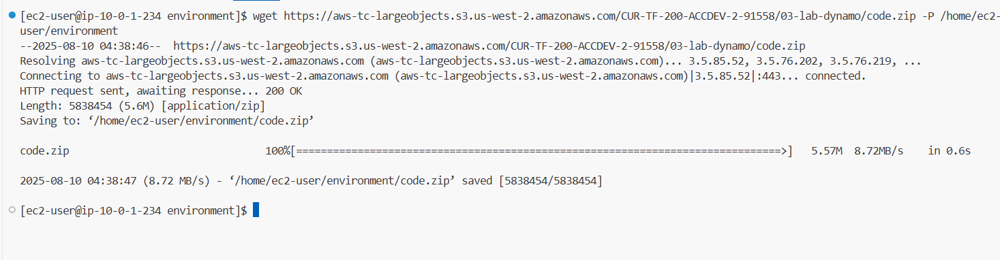 [ec2-user@ip-10-0-1-234 environment]$ wget https://aws-tc-largeobjects.s3.us-west-2.amazonaws.com/CUR-TF-200-ACCDEV-2-91558/03-lab-dynamo/code.zip -P /home/ec2-
user/environment
--2025-08-10 04:38:46--  https://aws-tc-largeobjects.s3.us-west-2.amazonaws.com/CUR-TF-200-ACCDEV-2-91558/03-lab-dynamo/code.zip
Resolving aws-tc-largeobjects.s3.us-west-2.amazonaws.com (aws-tc-largeobjects.s3.us-west-2.amazonaws.com)... 3.5.85.52, 3.5.76.202, 3.5.76.219, ...
Connecting to aws-tc-largeobjects.s3.us-west-2.amazonaws.com (aws-tc-largeobjects.s3.us-west-2.amazonaws.com)|3.5.85.52|:443... connected.
HTTP request sent, awaiting response... 200 OK
Length: 5838454 (5.6M) [application/zip]
Saving to: ‘/home/ec2-user/environment/code.zip’
code.zip                                100%[===============================================================================>]   5.57M  8.72MB/s    in 0.6s
2025-08-10 04:38:47 (8.72 MB/s) - ‘/home/ec2-user/environment/code.zip’ saved [5838454/5838454]
[ec2-user@ip-10-0-1-234 environment]$